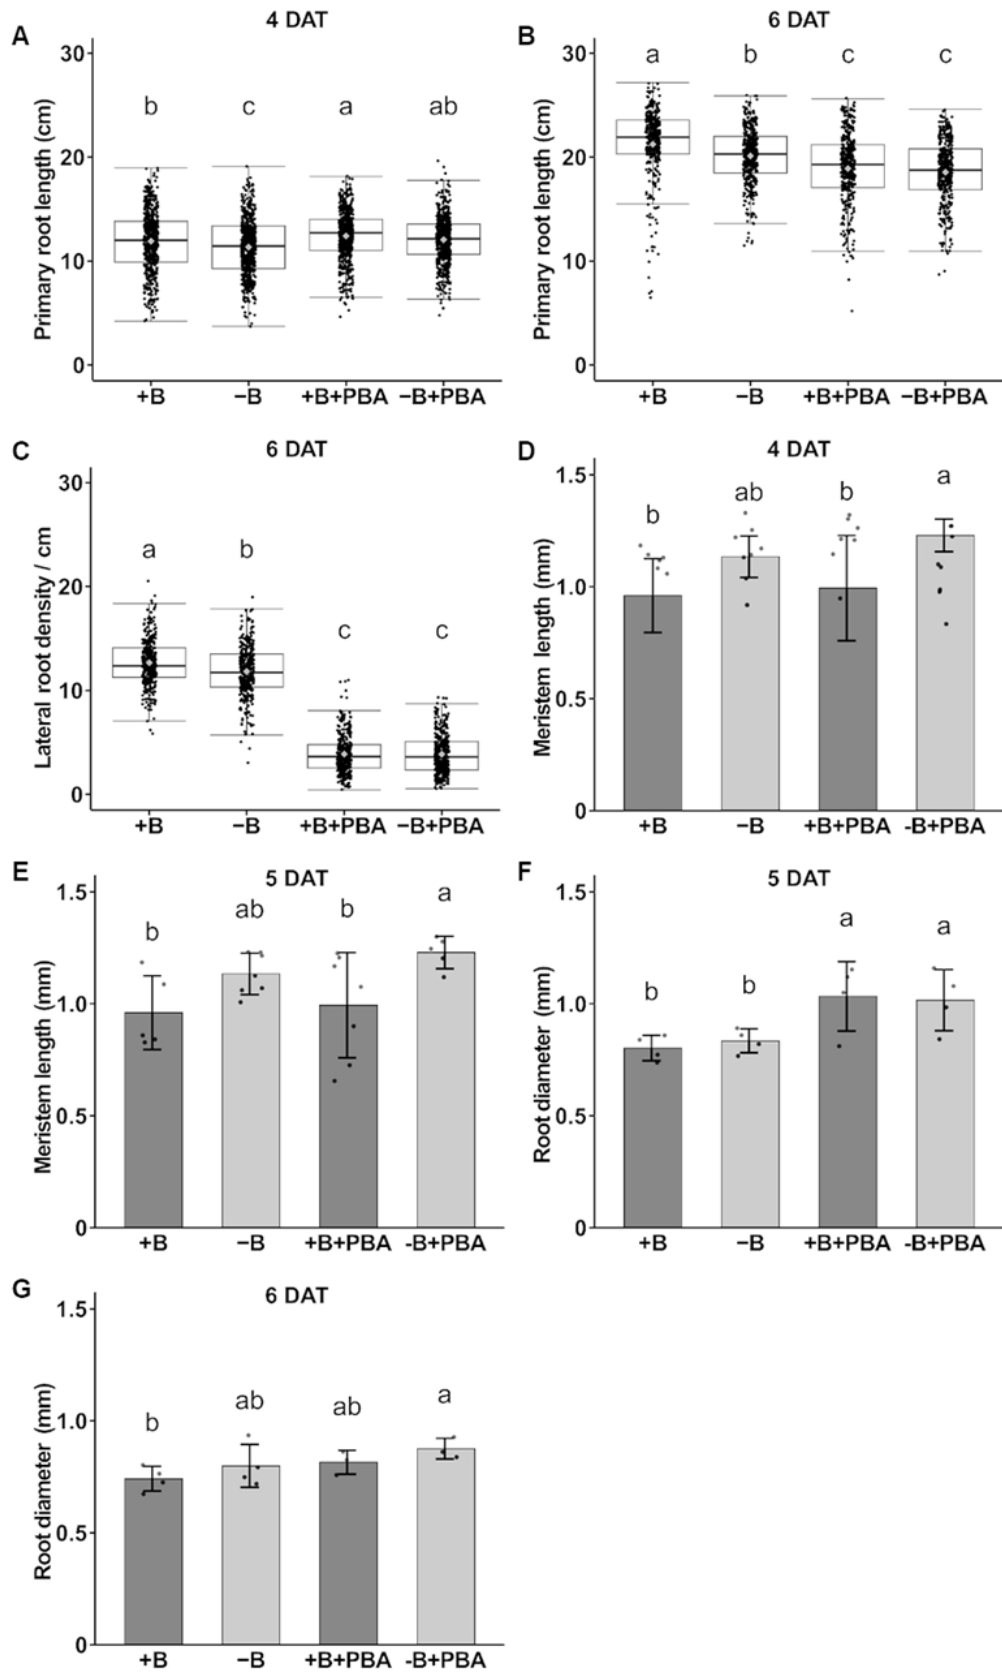 A 4 DAT
Primary root length (cm)
30
20
10
0
b c a ab
+B −B +B+PBA −B+PBA
B 6 DAT
Primary root length (cm)
30
20
10
0
a b c c
+B −B +B+PBA −B+PBA
C 6 DAT
Lateral root density / cm
30
20
10
0
a b c c
+B −B +B+PBA −B+PBA
D 4 DAT
Meristem length (mm)
1.5
1.0
0.5
0
b ab b a
+B −B +B+PBA -B+PBA
E 5 DAT
Meristem length (mm)
1.5
1.0
0.5
0
b ab b a
+B −B +B+PBA -B+PBA
F 5 DAT
Root diameter (mm)
1.5
1.0
0.5
0
b b a a
+B −B +B+PBA -B+PBA
G 6 DAT
Root diameter (mm)
1.5
1.0
0.5
0
b ab ab a
+B −B +B+PBA -B+PBA